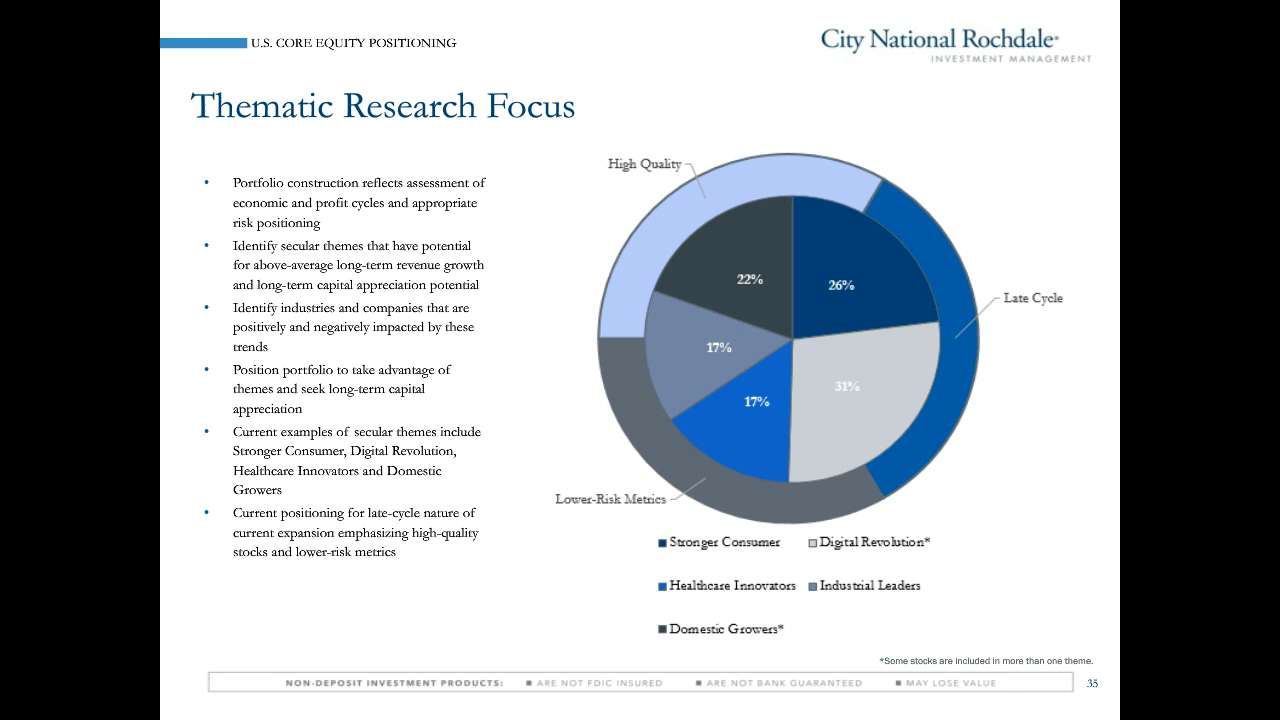 U.S. CORE EQUITY POSITIONING
City National Rochdale
INVESTMENT MANAGEMENT
Thematic Research Focus
• Portfolio construction reflects assessment of
economic and profit cycles and appropriate
risk positioning
• Identify secular themes that have potential
for above-average long-term revenue growth
and long-term capital appreciation potential
• Identify industries and companies that are
positively and negatively impacted by these
trends
• Position portfolio to take advantage of
themes and seek long-term capital
appreciation
• Current examples of secular themes include
Stronger Consumer, Digital Revolution,
Healthcare Innovators and Domestic
Growers
• Current positioning for late-cycle nature of
current expansion emphasizing high-quality
stocks and lower-risk metrics
High Quality
22%
26%
Late Cycle
17%
31%
17%
Lower-Risk Metrics
Stronger Consumer
Digital Revolution*
Healthcare Innovators
Industrial Leaders
Domestic Growers*
*Some stocks are included in more than one theme.
NON-DEPOSIT INVESTMENT PRODUCTS: ■ ARE NOT FDIC INSURED ■ ARE NOT BANK GUARANTEED ■ MAY LOSE VALUE
35